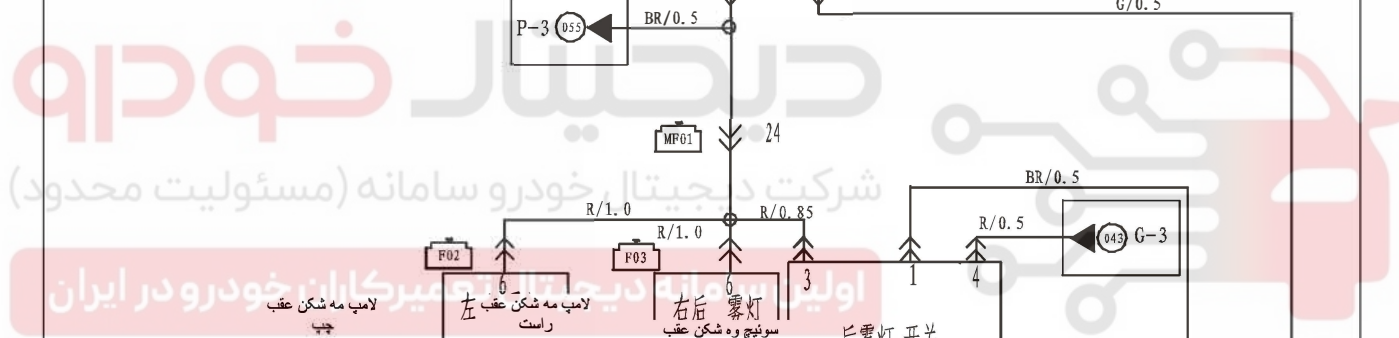 G/0.5
P-3 055 BR/0.5
دیجیتال خودرو
MF01 24
شرکت دیجیتال خودرو سامانه (مسئولیت محدود)
BR/0.5
R/1.0 R/0.85
R/0.5 043 G-3
R/1.0
F02 F03
6 6 3 1 4
اولین سامانه دیجیتال تعمیرکاران خودرو در ایران
لامپ مه شکن عقب
چپ
左
لامپ مه شکن عقب
راست
右后 雾灯
سونیچ وه شکن عقب
后雾灯 开关